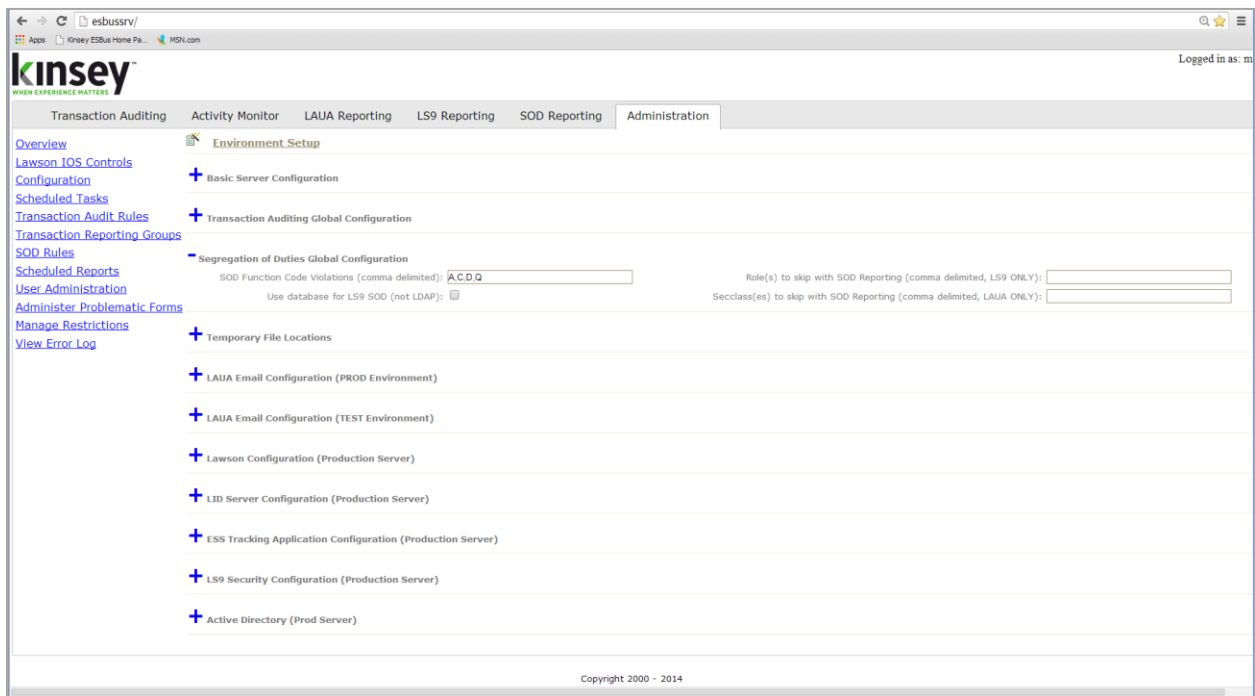 esbussrv/
Apps Kinsey ESBus Home Pa... MSN.com
kinsey™
WHEN EXPERIENCE MATTERS
Logged in as: m
Transaction Auditing Activity Monitor LAUA Reporting LS9 Reporting SOD Reporting Administration
Overview
Lawson IOS Controls
Configuration
Scheduled Tasks
Transaction Audit Rules
Transaction Reporting Groups
SOD Rules
Scheduled Reports
User Administration
Administer Problematic Forms
Manage Restrictions
View Error Log
Environment Setup
+ Basic Server Configuration
+ Transaction Auditing Global Configuration
- Segregation of Duties Global Configuration
SOD Function Code Violations (comma delimited): A,C,D,Q Role(s) to skip with SOD Reporting (comma delimited, LS9 ONLY):
Use database for LS9 SOD (not LDAP): Secclass(es) to skip with SOD Reporting (comma delimited, LAUA ONLY):
+ Temporary File Locations
+ LAUA Email Configuration (PROD Environment)
+ LAUA Email Configuration (TEST Environment)
+ Lawson Configuration (Production Server)
+ LID Server Configuration (Production Server)
+ ESS Tracking Application Configuration (Production Server)
+ LS9 Security Configuration (Production Server)
+ Active Directory (Prod Server)
Copyright 2000 - 2014